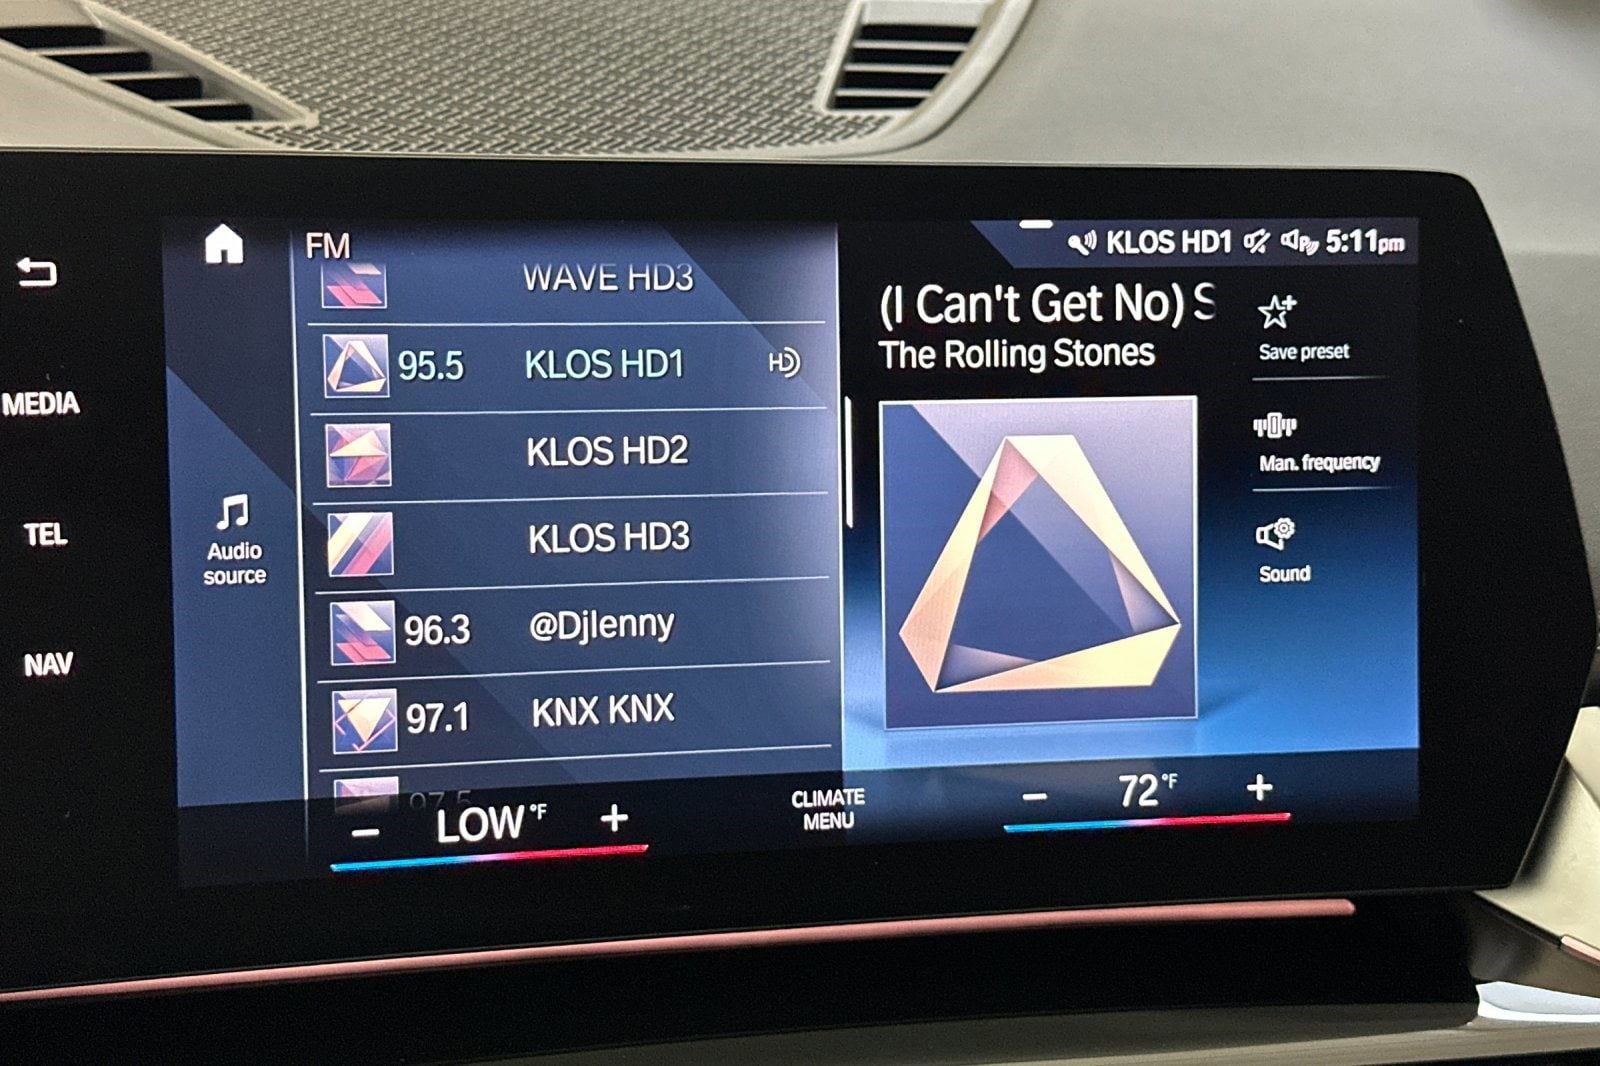 FM
KLOS HD1 5:11pm
WAVE HD3
95.5 KLOS HD1 HD
KLOS HD2
KLOS HD3
96.3 @Djlenny
97.1 KNX KNX
97.5
(I Can't Get No) S
The Rolling Stones
Save preset
Man. frequency
Sound
MEDIA
TEL
NAV
Audio
source
LOW °F
CLIMATE
MENU
72 °F